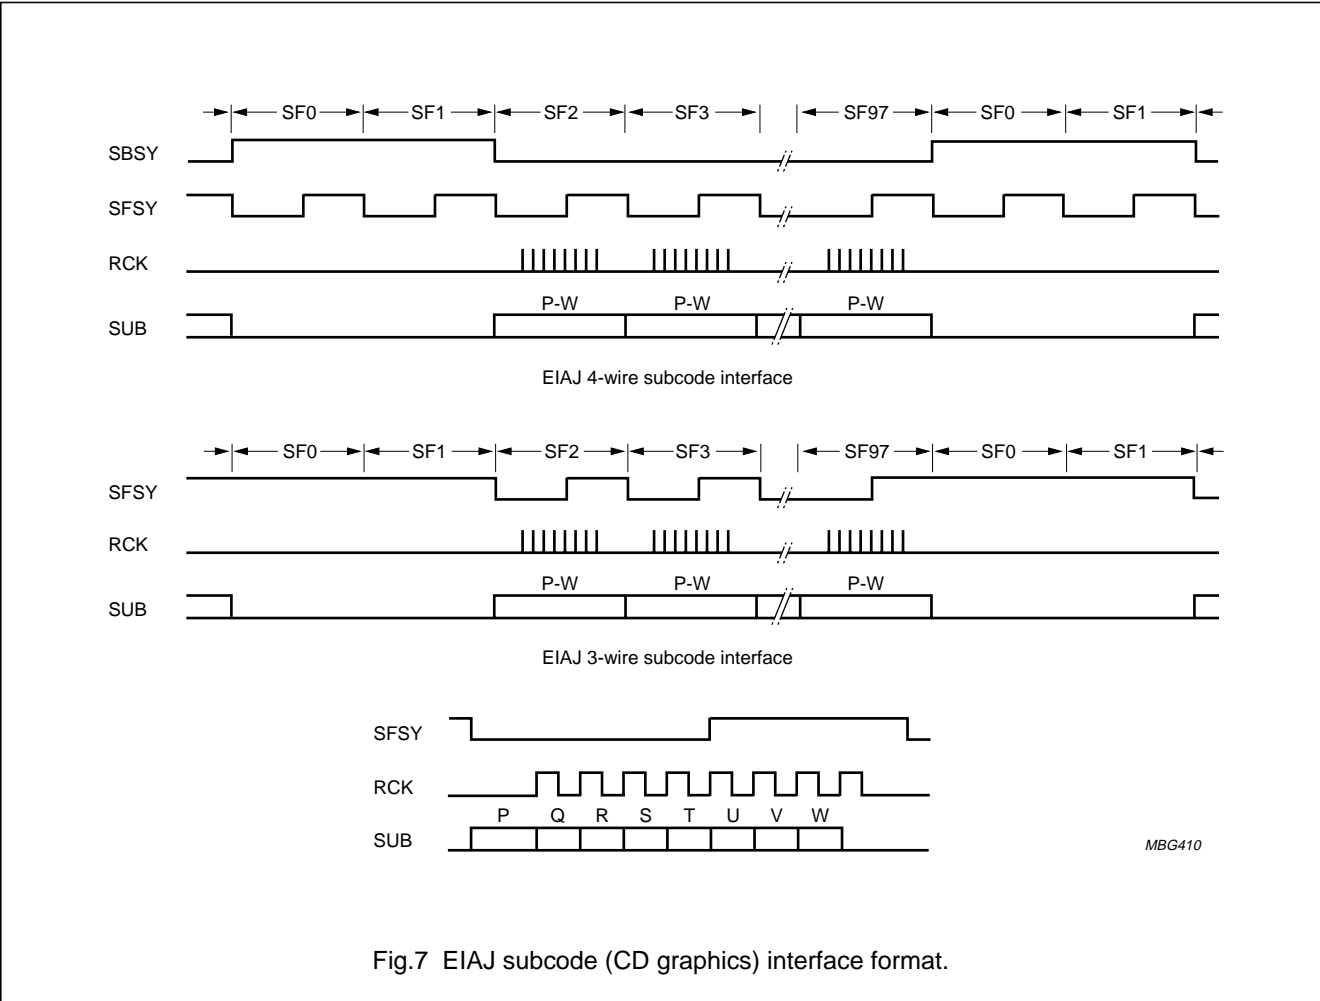 SF0 SF1 SF2 SF3 SF97 SF0 SF1
SBSY
SFSY
RCK
P-W P-W P-W
SUB
EIAJ 4-wire subcode interface
SF0 SF1 SF2 SF3 SF97 SF0 SF1
SFSY
RCK
P-W P-W P-W
SUB
EIAJ 3-wire subcode interface
SFSY
RCK
P Q R S T U V W
SUB
MBG410
Fig.7 EIAJ subcode (CD graphics) interface format.